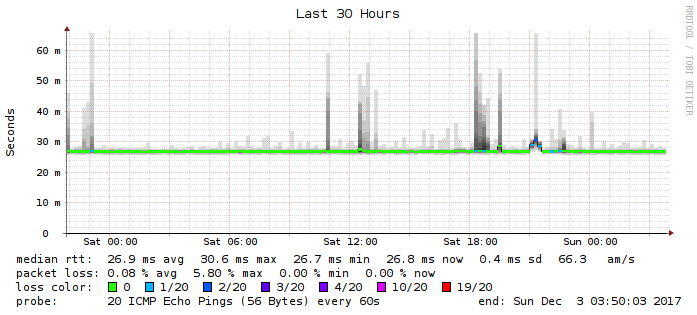 Last 30 Hours
RRDTOOL / TOBI OETIKER
Seconds
60 m
50 m
40 m
30 m
20 m
10 m
0
Sat 00:00 Sat 06:00 Sat 12:00 Sat 18:00 Sun 00:00
median rtt: 26.9 ms avg 30.6 ms max 26.7 ms min 26.8 ms now 0.4 ms sd 66.3 am/s
packet loss: 0.08 % avg 5.80 % max 0.00 % min 0.00 % now
loss color: 0 1/20 2/20 3/20 4/20 10/20 19/20
probe: 20 ICMP Echo Pings (56 Bytes) every 60s end: Sun Dec 3 03:50:03 2017